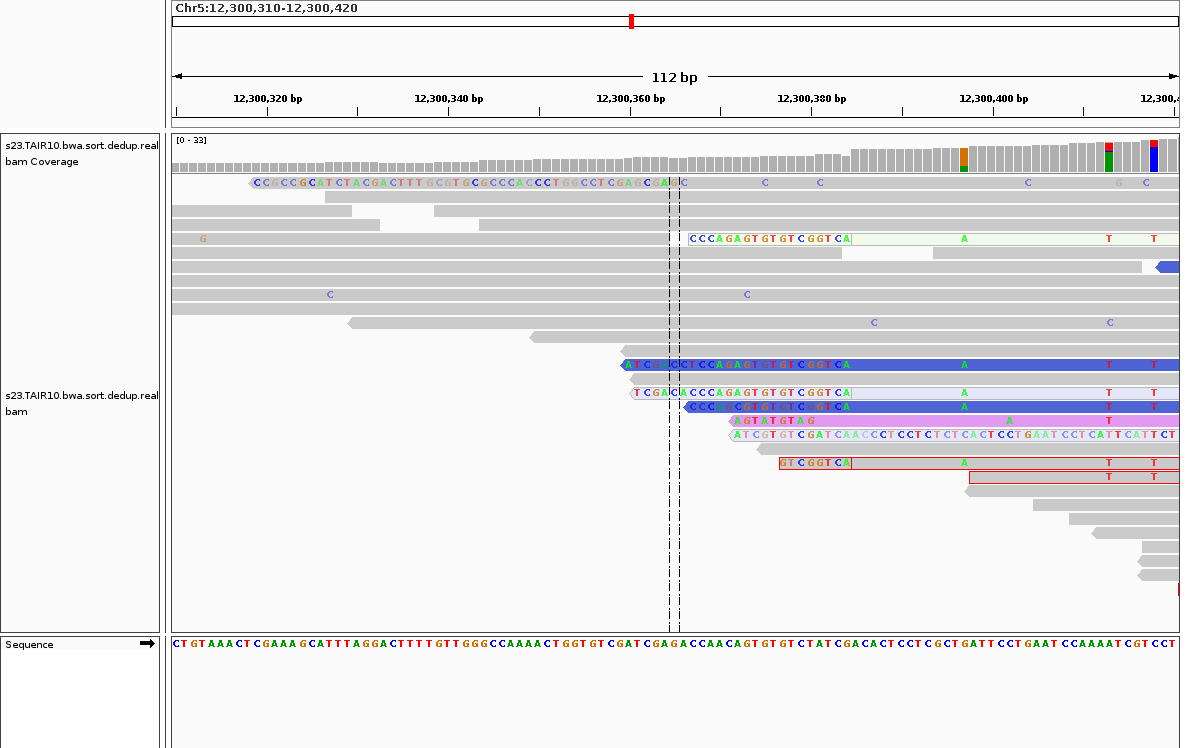 Chr5:12,300,310-12,300,420
112 bp
12,300,320 bp 12,300,340 bp 12,300,360 bp 12,300,380 bp 12,300,400 bp
s23.TAIR10.bwa.sort.dedup.real
bam Coverage
[0 - 33]
CCGCCGCATCTACGACTTTGCGTGCGCCCACCCTGGCCTCGAGCGAGC C C C G C
G CCCAGAGTGTGTCGGTCA A T T
C C
C C
A T T
s23.TAIR10.bwa.sort.dedup.real
bam
TCGACACCCAGAGTGTGTCGGTCA A T T
A T T
AGTATGTAG A T
ATCGTGTCGATCAACCCTCCTCTCTCACTCCTGAATCCTCATTCATTCT
GTCGGTCA A T T
T T
Sequence
CTGTAAACTCGAAAGCATTTAGGACTTTTGTTGGGCCAAAACTGGTGTCGATCGAGACCAACAGTGTGTCTATCGACACTCCTCGCTGATTCCTGAATCCAAAATCGTCCT